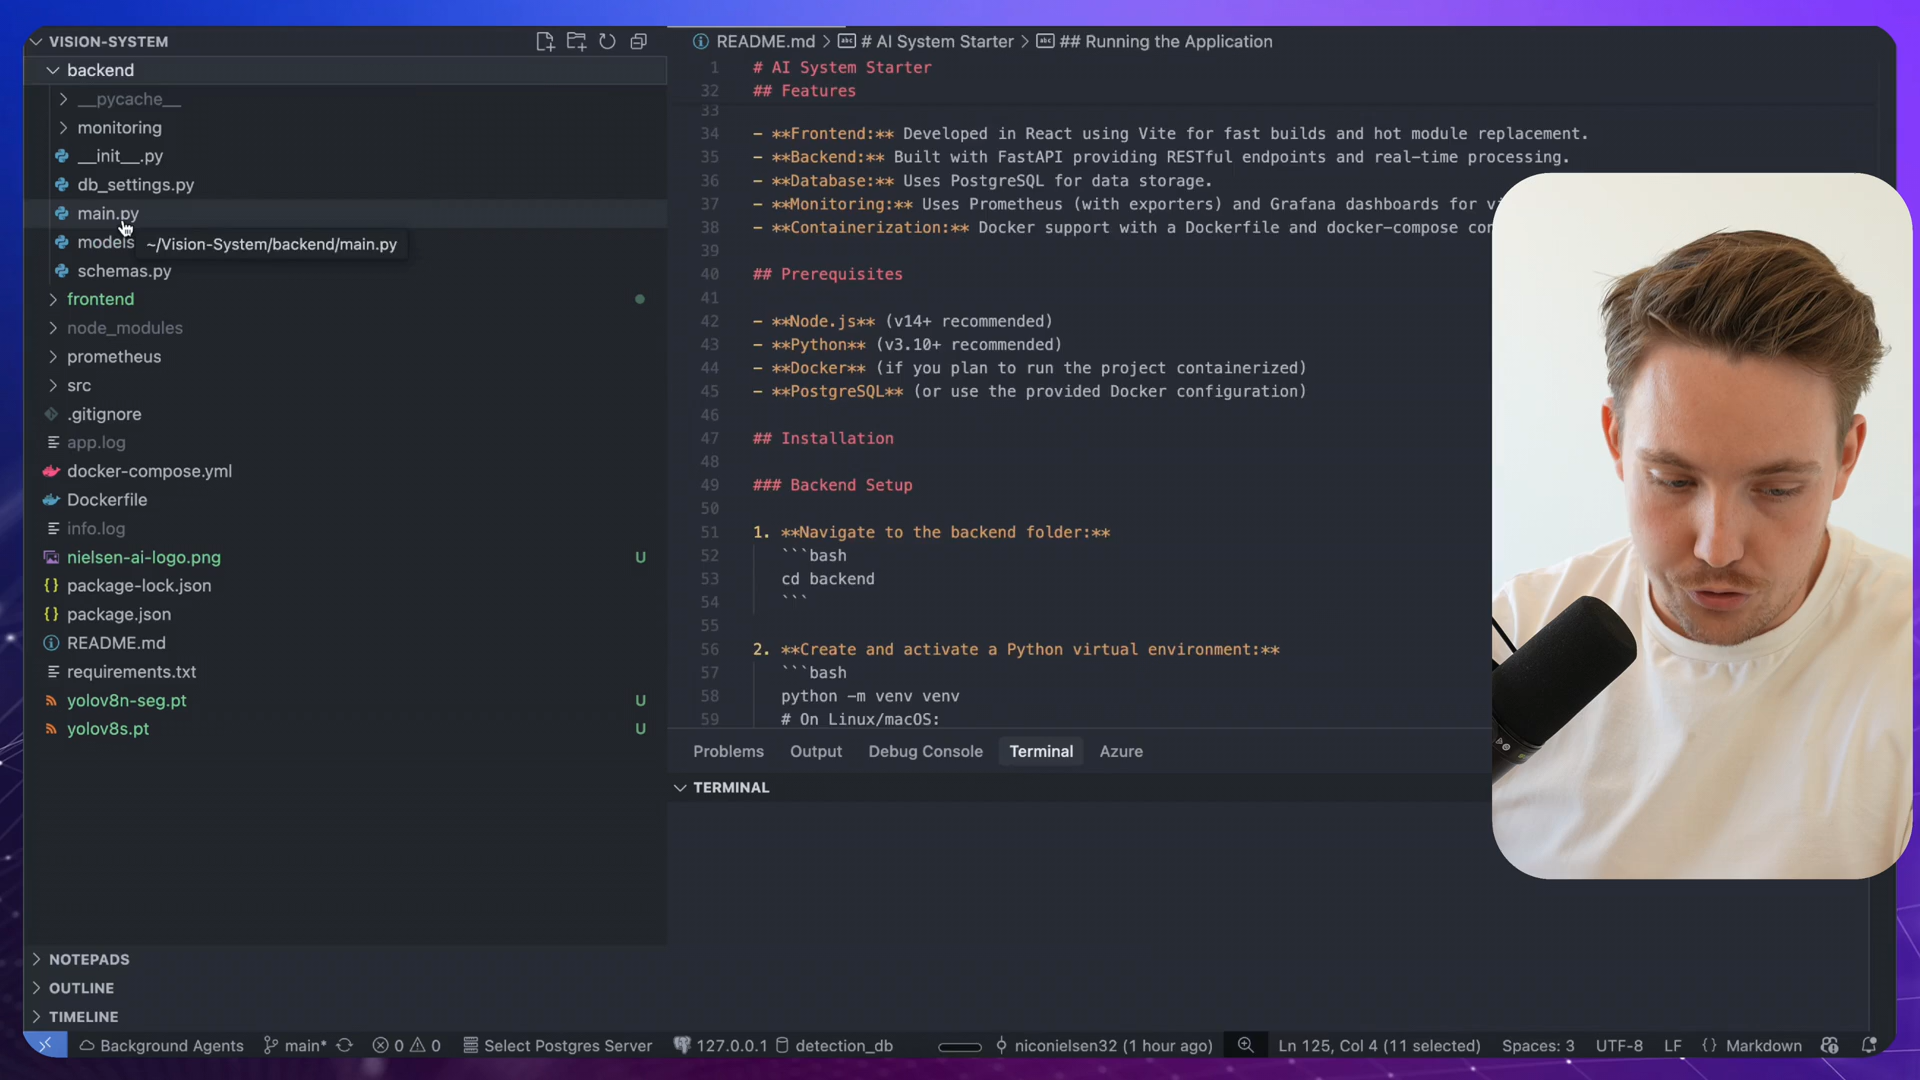 VISION-SYSTEM
backend
__pycache__
monitoring
__init__.py
db_settings.py
main.py
models
~/Vision-System/backend/main.py
schemas.py
frontend
node_modules
prometheus
src
.gitignore
app.log
docker-compose.yml
Dockerfile
info.log
nielsen-ai-logo.png U
package-lock.json
package.json
README.md
requirements.txt
yolov8n-seg.pt U
yolov8s.pt U
NOTEPADS
OUTLINE
TIMELINE
README.md > # AI System Starter > ## Running the Application
1 # AI System Starter
32 ## Features
33
34 - **Frontend:** Developed in React using Vite for fast builds and hot module replacement.
35 - **Backend:** Built with FastAPI providing RESTful endpoints and real-time processing.
36 - **Database:** Uses PostgreSQL for data storage.
37 - **Monitoring:** Uses Prometheus (with exporters) and Grafana dashboards for
38 - **Containerization:** Docker support with a Dockerfile and docker-compose
39
40 ## Prerequisites
41
42 - **Node.js** (v14+ recommended)
43 - **Python** (v3.10+ recommended)
44 - **Docker** (if you plan to run the project containerized)
45 - **PostgreSQL** (or use the provided Docker configuration)
46
47 ## Installation
48
49 ### Backend Setup
50
51 1. **Navigate to the backend folder:**
52 ```bash
53 cd backend
54 ```
55
56 2. **Create and activate a Python virtual environment:**
57 ```bash
58 python -m venv venv
59 # On Linux/macOS:
Problems Output Debug Console Terminal Azure
TERMINAL
Background Agents main* 0 0 Select Postgres Server 127.0.0.1 detection_db niconielsen32 (1 hour ago) Ln 125, Col 4 (11 selected) Spaces: 3 UTF-8 LF {} Markdown